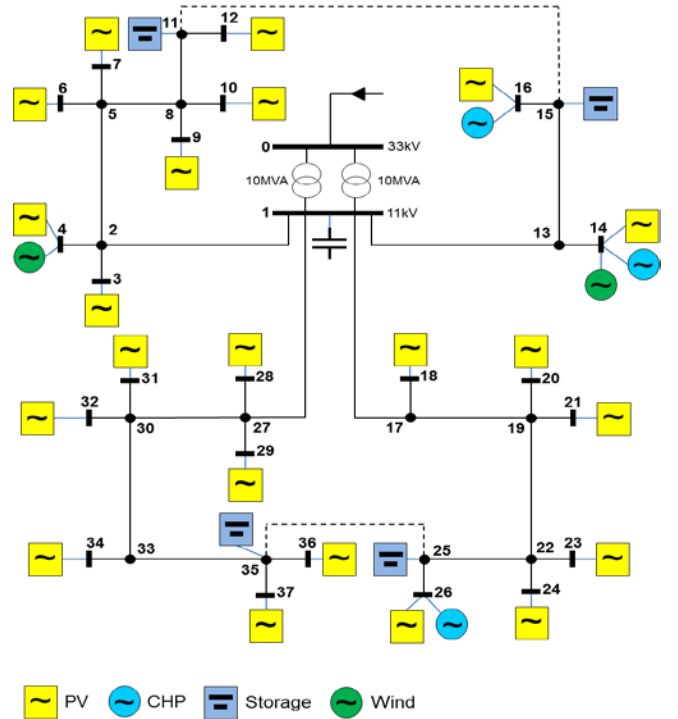 11 12
7
6 10 16
5 8 15
9
0 33kV
10MVA 10MVA
4 2 1 11kV 13 14
3
31 28 18 20
32 21
30 27 17 19
29
34 33 36 25 23
35 22
37 26 24
PV CHP Storage Wind